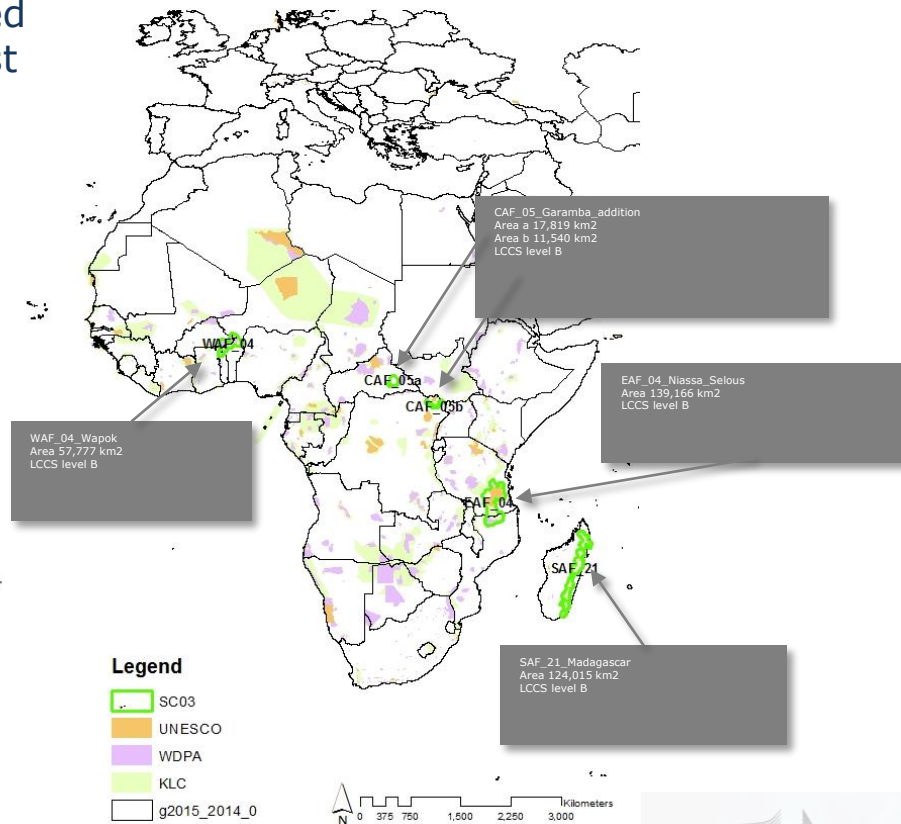 ed
st
CAF_05_Garamba_addition
Area a 17,819 km2
Area b 11,540 km2
LCCS level B
WAF_04
CAF_05a
CAF_05b
EAF_04_Niassa_Selous
Area 139,166 km2
LCCS level B
WAF_04_Wapok
Area 57,777 km2
LCCS level B
EAF_04
SAF_21
SAF_21_Madagascar
Area 124,015 km2
LCCS level B
Legend
SC03
UNESCO
WDPA
KLC
g2015_2014_0
N
0 375 750 1,500 2,250 3,000 Kilometers